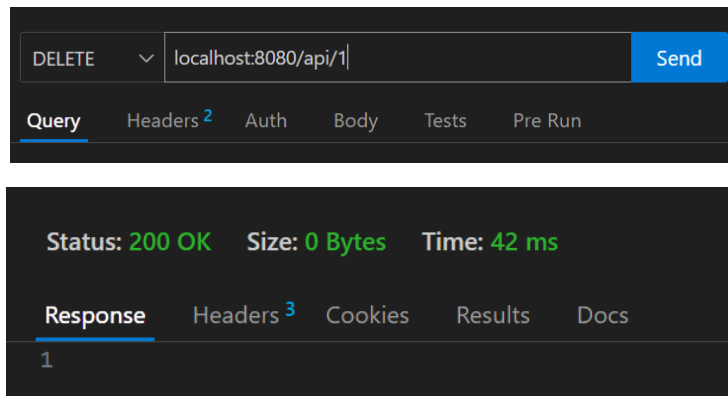 DELETE localhost:8080/api/1 Send
Query Headers 2 Auth Body Tests Pre Run
Status: 200 OK Size: 0 Bytes Time: 42 ms
Response Headers 3 Cookies Results Docs
1